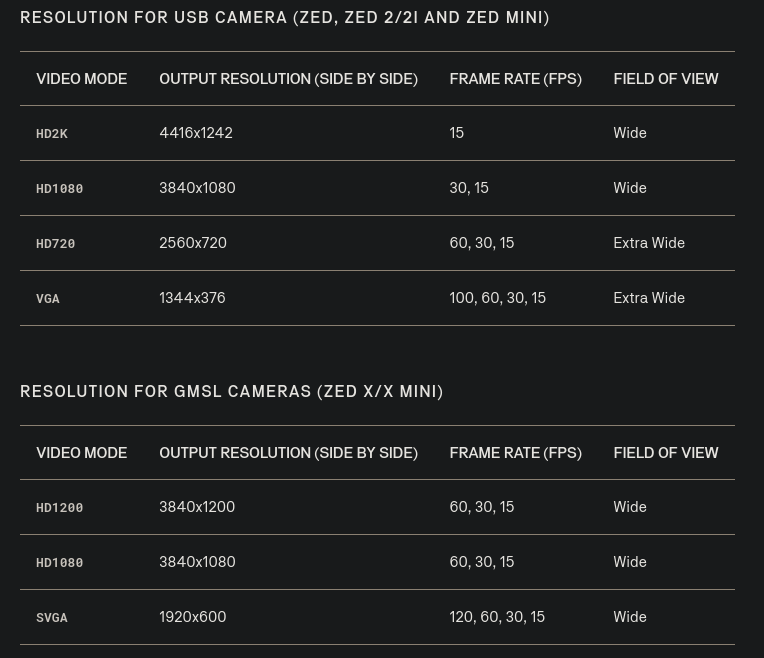 RESOLUTION FOR USB CAMERA (ZED, ZED 2/2I AND ZED MINI)
VIDEO MODE OUTPUT RESOLUTION (SIDE BY SIDE) FRAME RATE (FPS) FIELD OF VIEW
HD2K 4416x1242 15 Wide
HD1080 3840x1080 30, 15 Wide
HD720 2560x720 60, 30, 15 Extra Wide
VGA 1344x376 100, 60, 30, 15 Extra Wide
RESOLUTION FOR GMSL CAMERAS (ZED X/X MINI)
VIDEO MODE OUTPUT RESOLUTION (SIDE BY SIDE) FRAME RATE (FPS) FIELD OF VIEW
HD1200 3840x1200 60, 30, 15 Wide
HD1080 3840x1080 60, 30, 15 Wide
SVGA 1920x600 120, 60, 30, 15 Wide